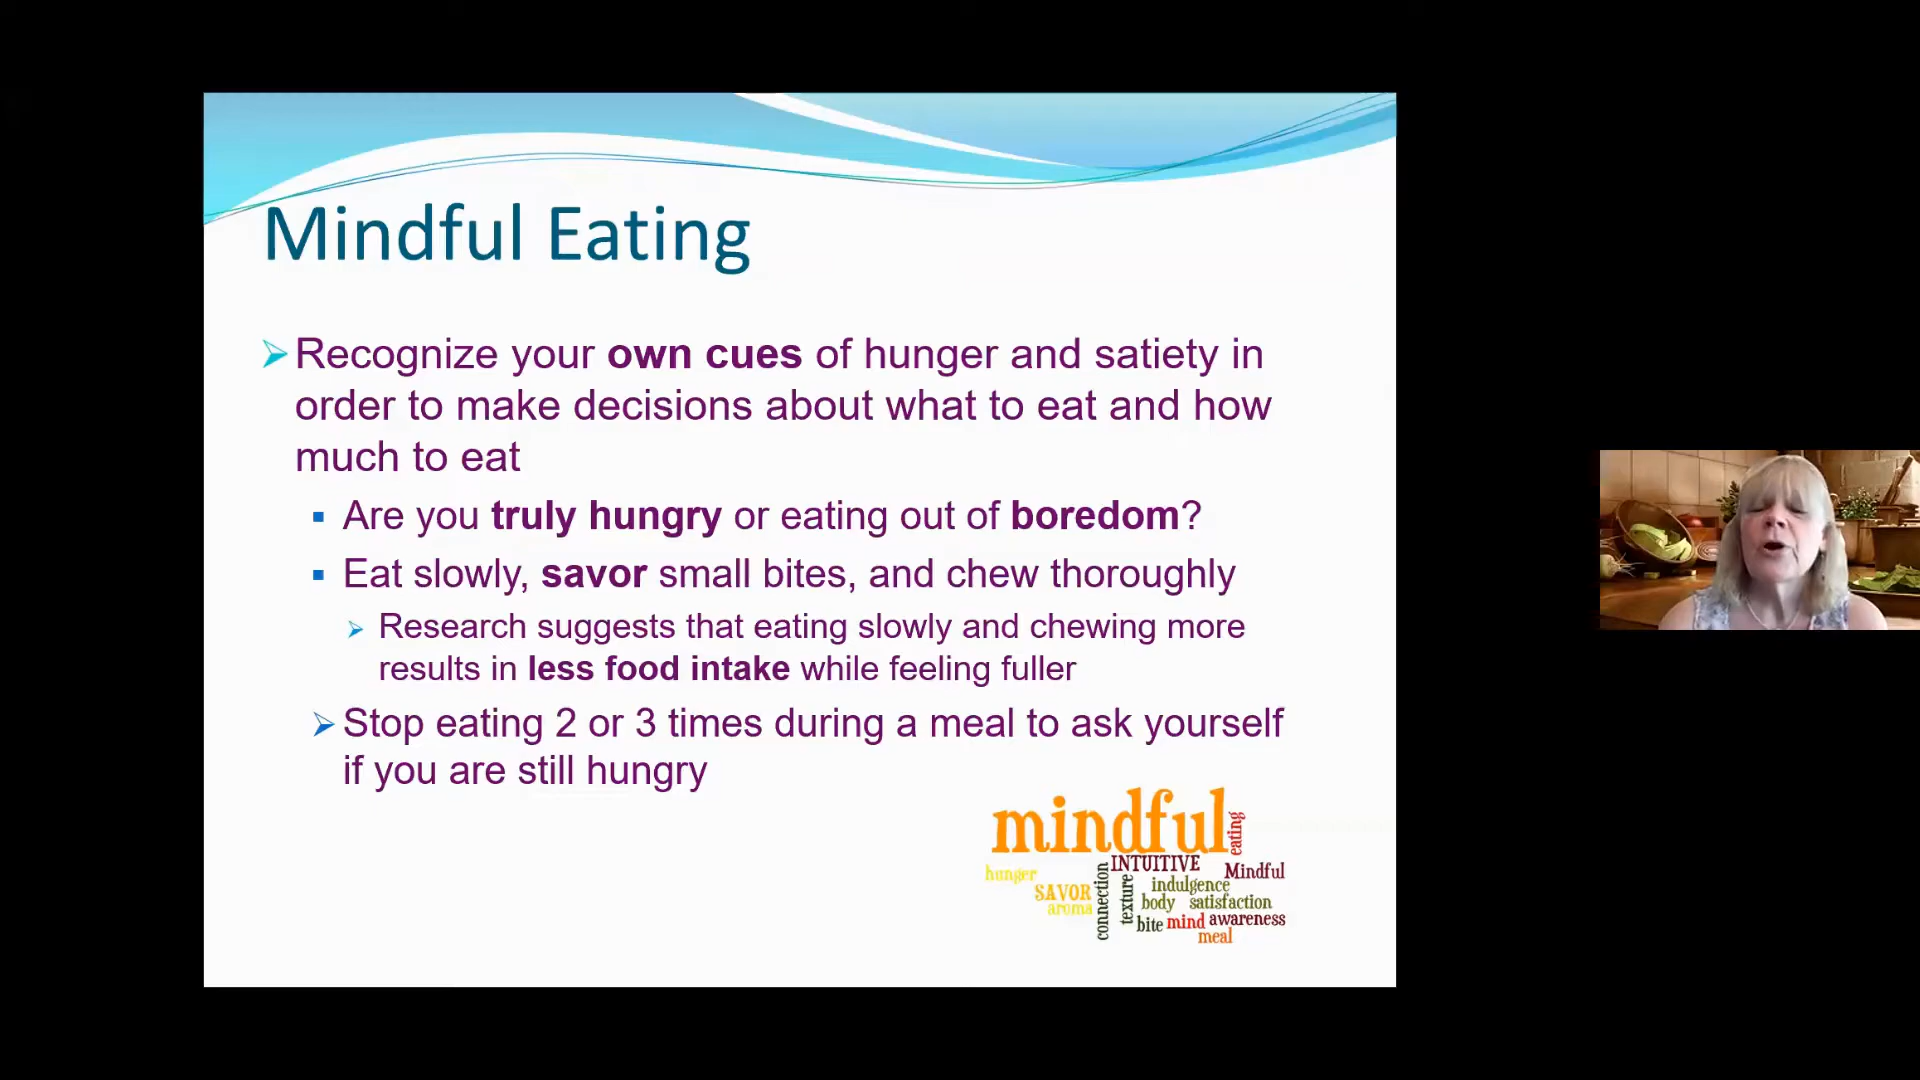 Mindful Eating
Recognize your own cues of hunger and satiety in
order to make decisions about what to eat and how
much to eat
Are you truly hungry or eating out of boredom?
Eat slowly, savor small bites, and chew thoroughly
Research suggests that eating slowly and chewing more
results in less food intake while feeling fuller
Stop eating 2 or 3 times during a meal to ask yourself
if you are still hungry
mindful
eating
INTUITIVE
hunger
Mindful
SAVOR
connection
texture
indulgence
aroma
body
satisfaction
bite
mind
awareness
meal